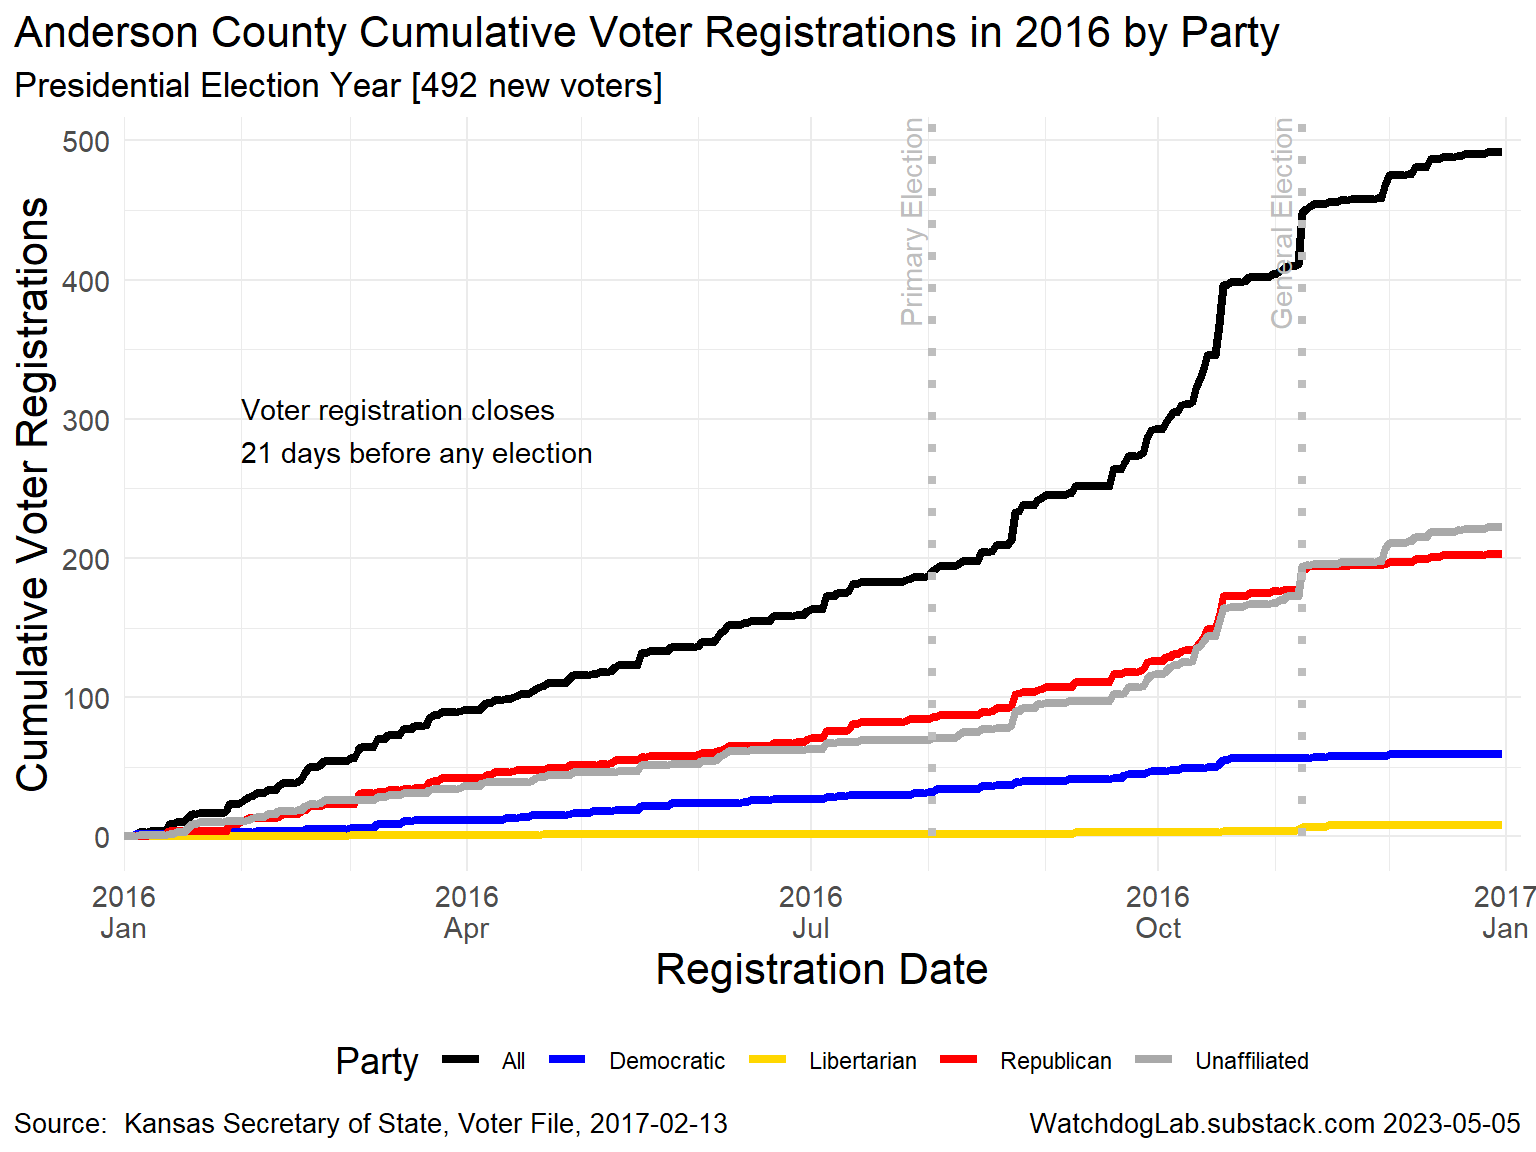 Anderson County Cumulative Voter Registrations in 2016 by Party
Presidential Election Year [492 new voters]
Cumulative Voter Registrations
500
400
300
200
100
0
Primary Election
General Election
Voter registration closes
21 days before any election
2016
Jan
2016
Apr
2016
Jul
2016
Oct
2017
Jan
Registration Date
Party All Democratic Libertarian Republican Unaffiliated
Source:  Kansas Secretary of State, Voter File, 2017-02-13
WatchdogLab.substack.com 2023-05-05